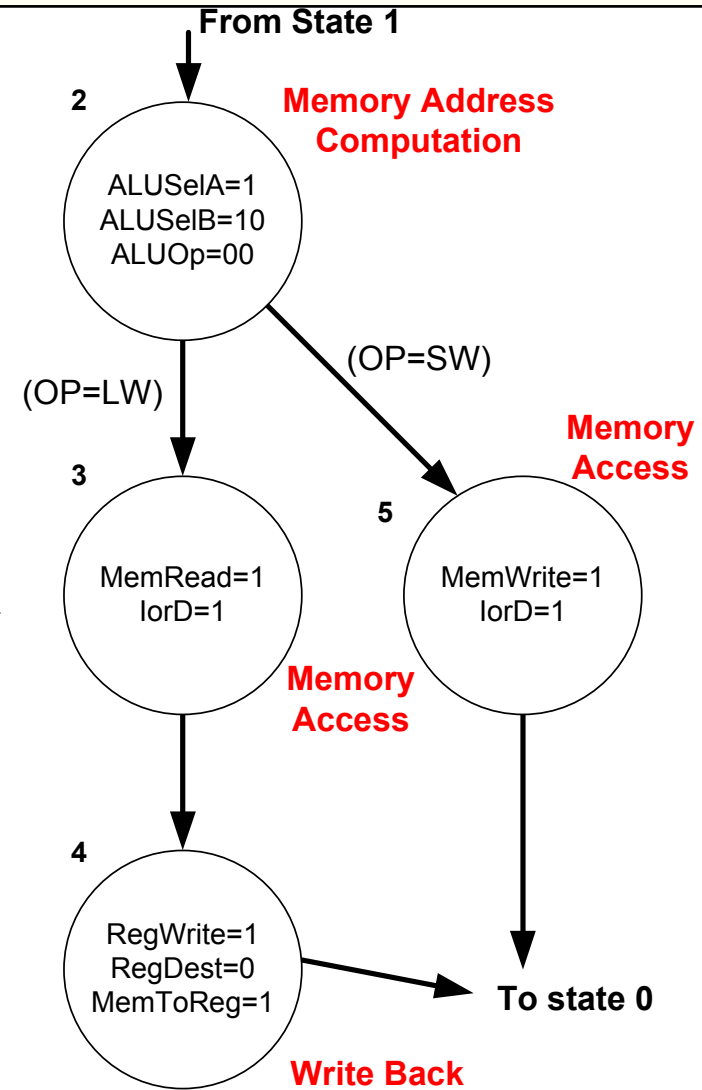 From State 1
2
Memory Address
Computation
ALUSelA=1
ALUSelB=10
ALUOp=00
(OP=LW)
(OP=SW)
3
MemRead=1
IorD=1
Memory
Access
5
MemWrite=1
IorD=1
Memory
Access
4
RegWrite=1
RegDest=0
MemToReg=1
To state 0
Write Back